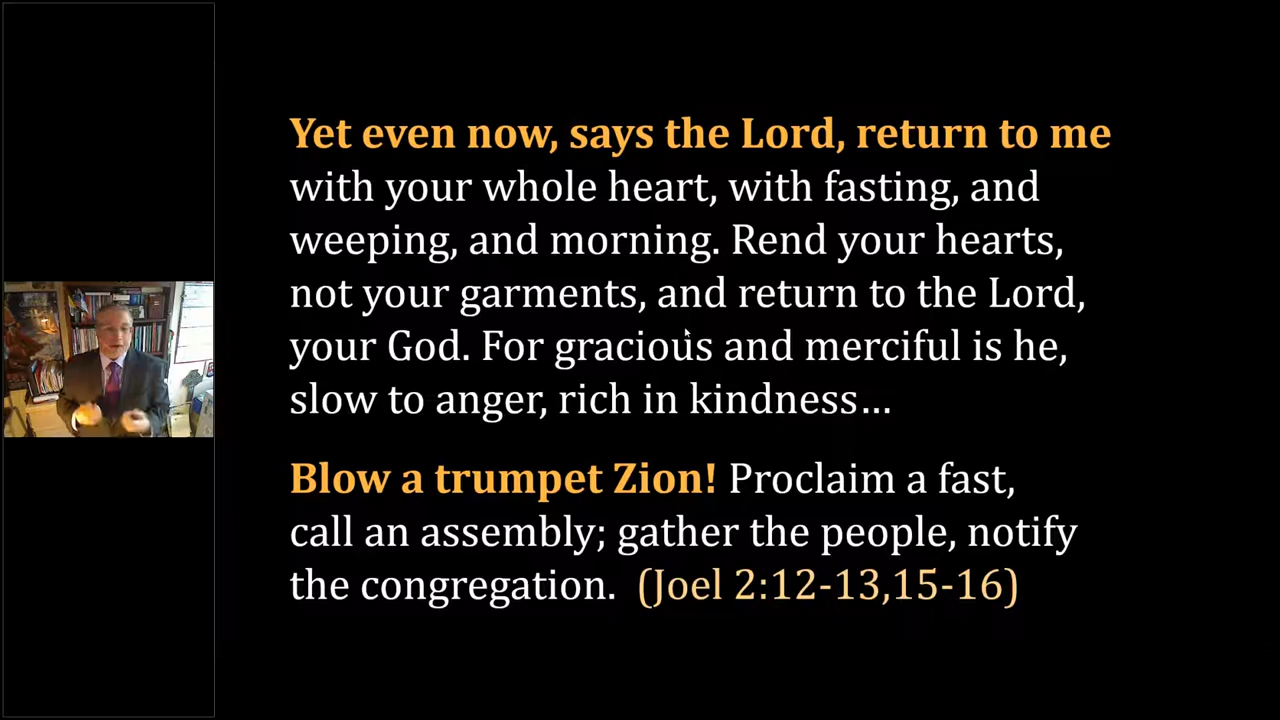 Yet even now, says the Lord, return to me
with your whole heart, with fasting, and
weeping, and morning. Rend your hearts,
not your garments, and return to the Lord,
your God. For gracious and merciful is he,
slow to anger, rich in kindness...
Blow a trumpet Zion! Proclaim a fast,
call an assembly; gather the people, notify
the congregation. (Joel 2:12-13,15-16)